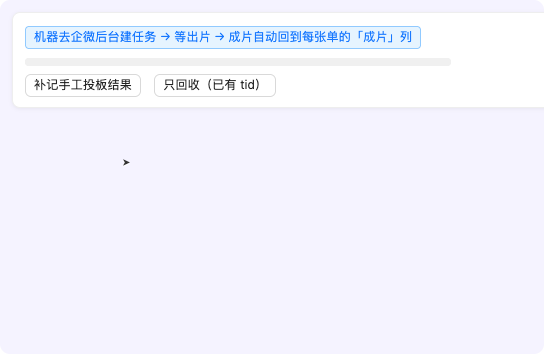 机器去企微后台建任务 → 等出片 → 成片自动回到每张单的「成片」列
补记手工投板结果
只回收（已有 tid）